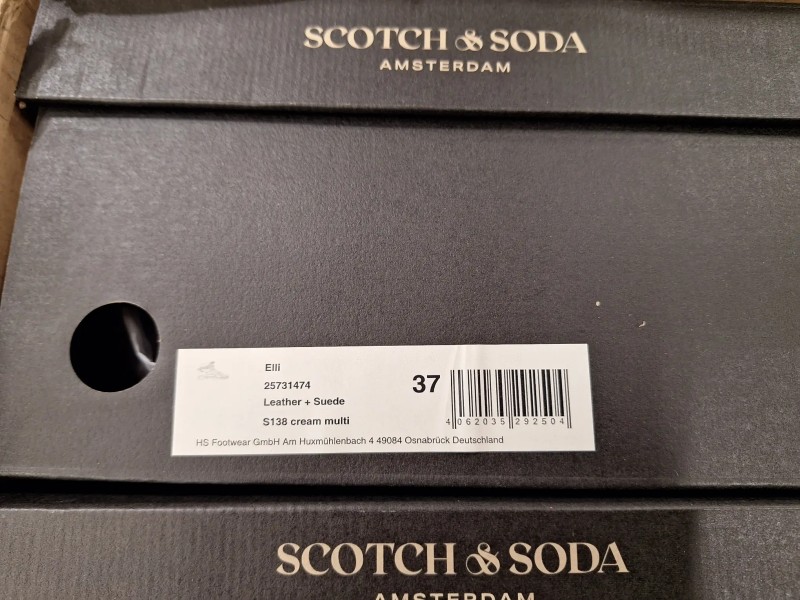 SCOTCH & SODA
AMSTERDAM
Elli
25731474
Leather + Suede
37
S138 cream multi
4 062035 292504
HS Footwear GmbH Am Huxmühlenbach 4 49084 Osnabrück Deutschland
SCOTCH & SODA
AMSTERDAM